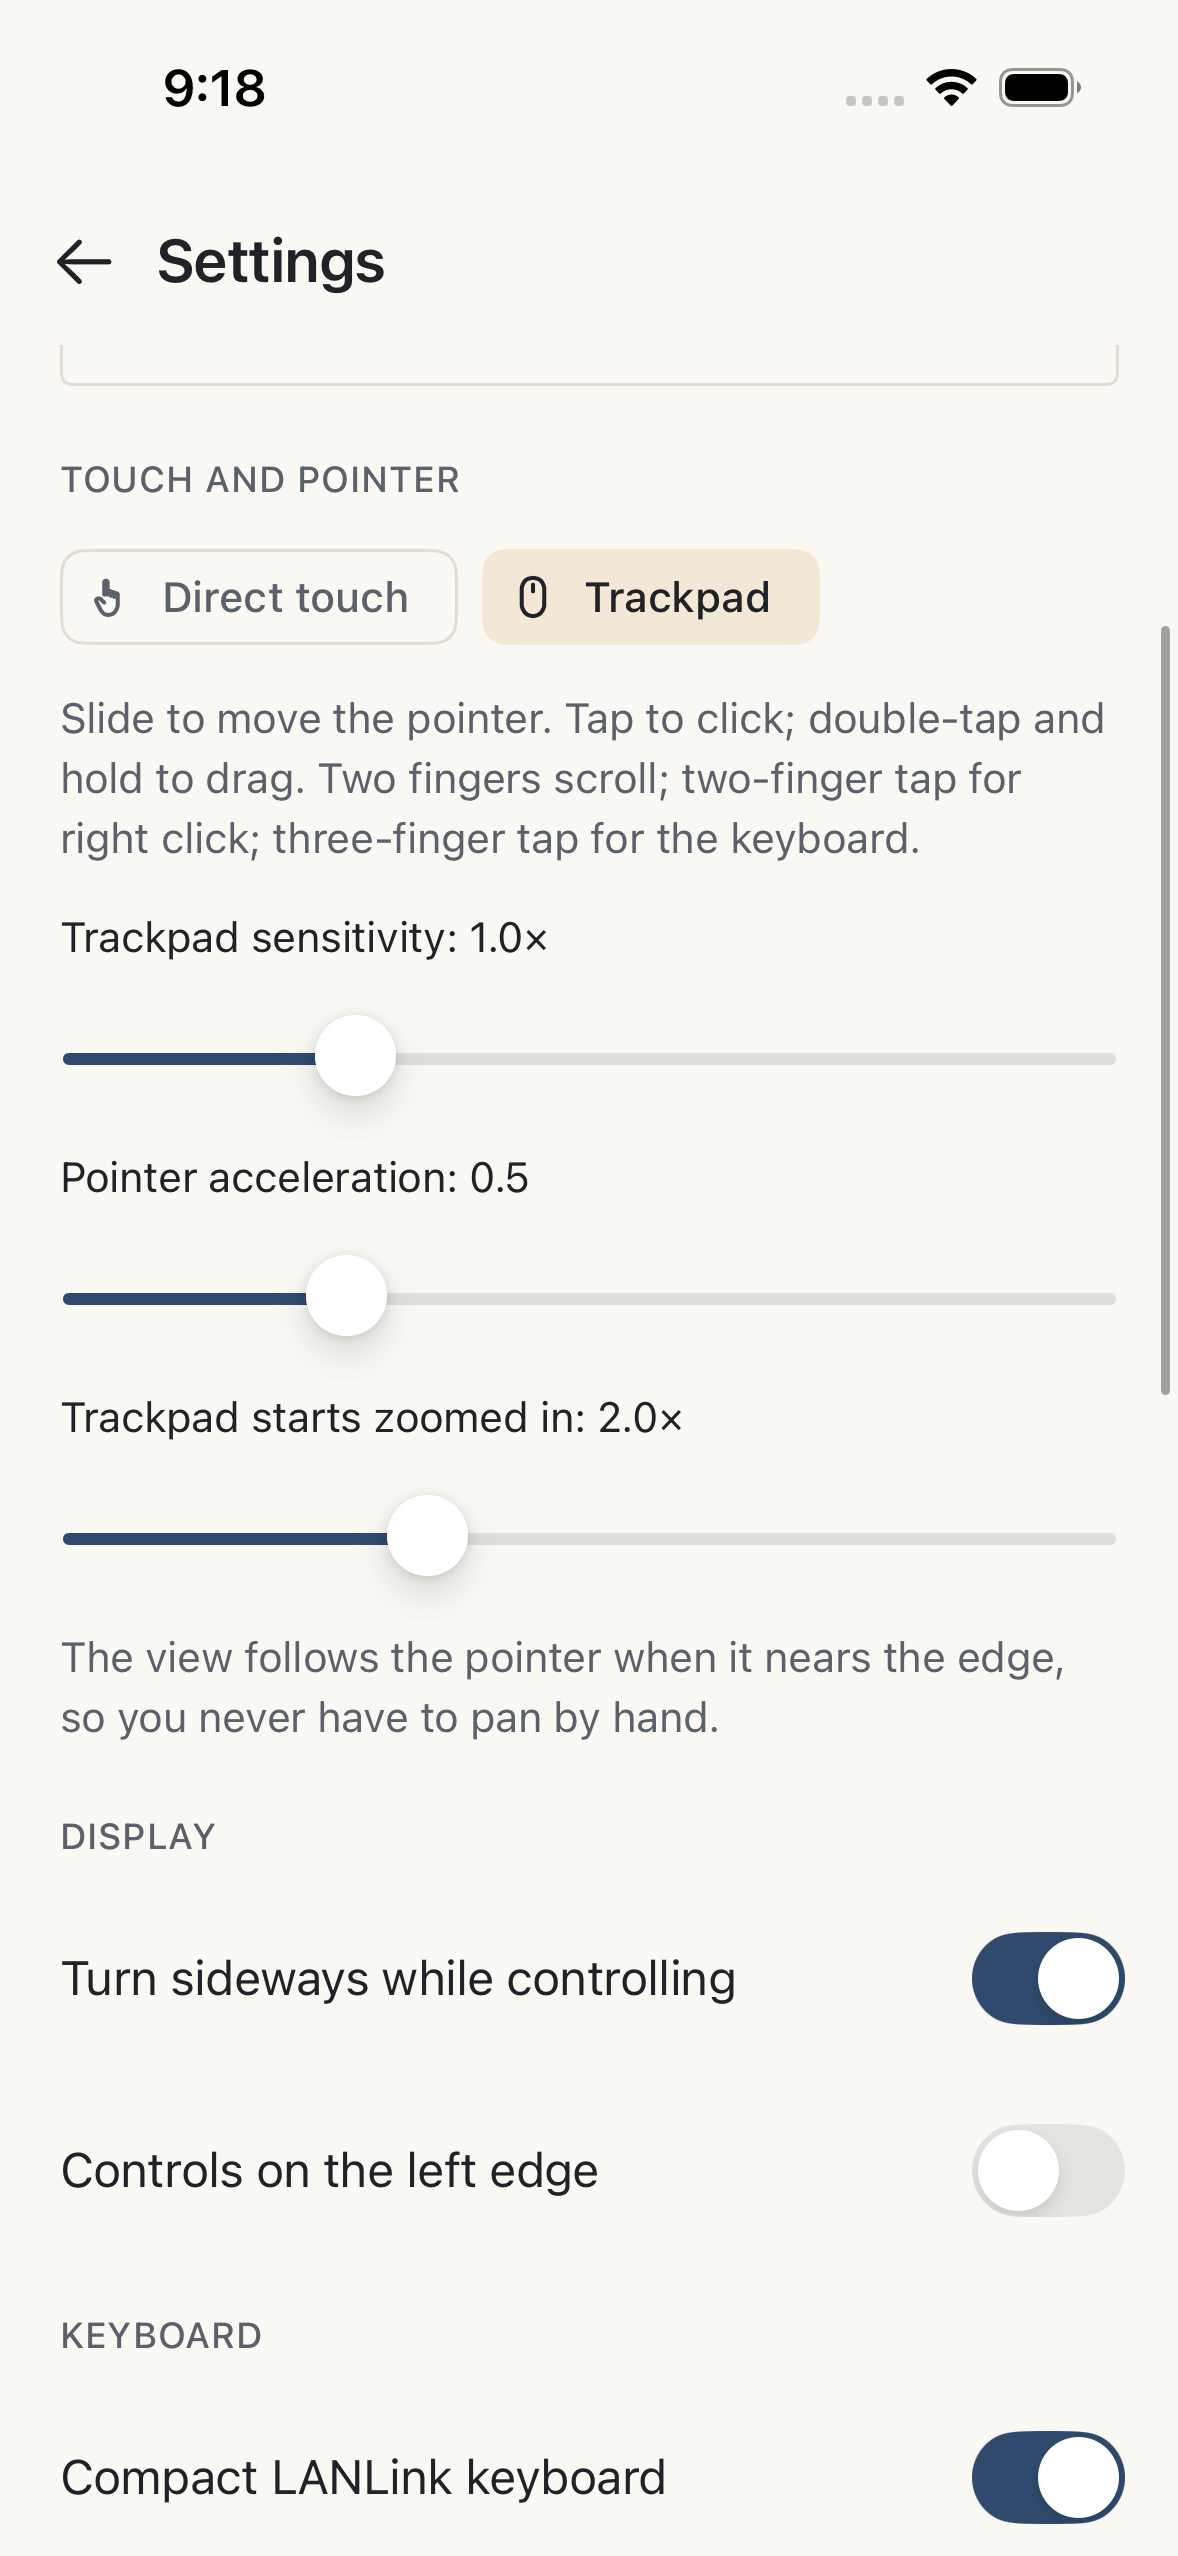 9:18
Settings
TOUCH AND POINTER
Direct touch
Trackpad
Slide to move the pointer. Tap to click; double-tap and
hold to drag. Two fingers scroll; two-finger tap for
right click; three-finger tap for the keyboard.
Trackpad sensitivity: 1.0×
Pointer acceleration: 0.5
Trackpad starts zoomed in: 2.0×
The view follows the pointer when it nears the edge,
so you never have to pan by hand.
DISPLAY
Turn sideways while controlling
Controls on the left edge
KEYBOARD
Compact LANLink keyboard